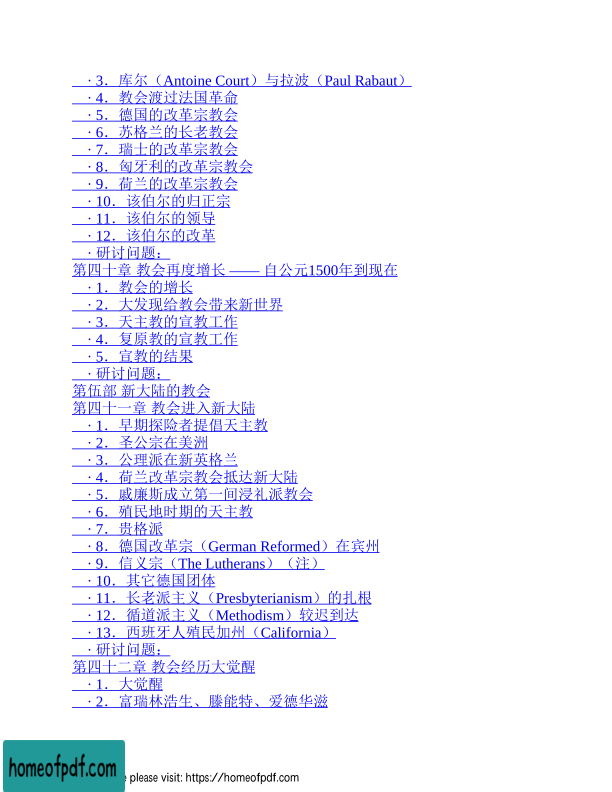 · 3．库尔（Antoine Court）与拉波（Paul Rabaut）
· 4．教会渡过法国革命
· 5．德国的改革宗教会
· 6．苏格兰的长老教会
· 7．瑞士的改革宗教会
· 8．匈牙利的改革宗教会
· 9．荷兰的改革宗教会
· 10．该伯尔的归正宗
· 11．该伯尔的领导
· 12．该伯尔的改革
· 研讨问题：
第四十章 教会再度增长 —— 自公元1500年到现在
· 1．教会的增长
· 2．大发现给教会带来新世界
· 3．天主教的宣教工作
· 4．复原教的宣教工作
· 5．宣教的结果
· 研讨问题：
第伍部 新大陆的教会
第四十一章 教会进入新大陆
· 1．早期探险者提倡天主教
· 2．圣公宗在美洲
· 3．公理派在新英格兰
· 4．荷兰改革宗教会抵达新大陆
· 5．戚廉斯成立第一间浸礼派教会
· 6．殖民地时期的天主教
· 7．贵格派
· 8．德国改革宗（German Reformed）在宾州
· 9．信义宗（The Lutherans）（注）
· 10．其它德国团体
· 11．长老派主义（Presbyterianism）的扎根
· 12．循道派主义（Methodism）较迟到达
· 13．西班牙人殖民加州（California）
· 研讨问题：
第四十二章 教会经历大觉醒
· 1．大觉醒
· 2．富瑞林浩生、滕能特、爱德华滋
homeofpdf.com
e please visit: https://homeofpdf.com